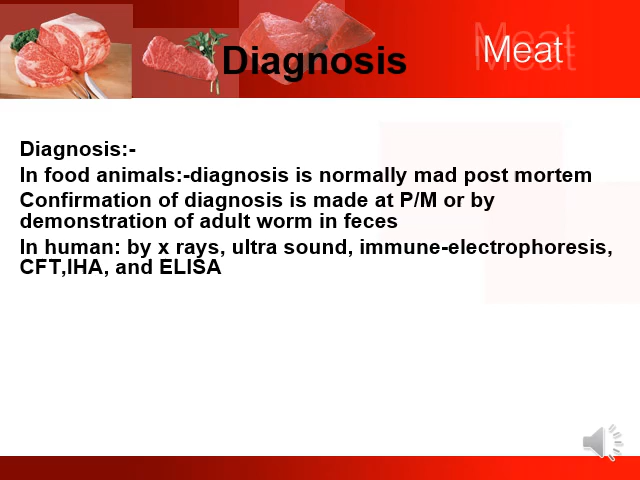 Meat
Diagnosis
Diagnosis:-
In food animals:-diagnosis is normally mad post mortem
Confirmation of diagnosis is made at P/M or by
demonstration of adult worm in feces
In human: by x rays, ultra sound, immune-electrophoresis,
CFT,IHA, and ELISA